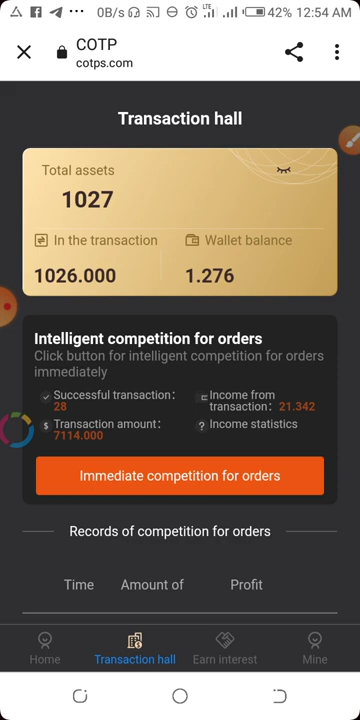 0B/s LTE 42% 12:54 AM
COTP
cotps.com
Transaction hall
Total assets
1027
In the transaction Wallet balance
1026.000 1.276
Intelligent competition for orders
Click button for intelligent competition for orders
immediately
Successful transaction: 28 Income from transaction: 21.342
Transaction amount: 7114.000 Income statistics
Immediate competition for orders
Records of competition for orders
Time Amount of Profit
Home Transaction hall Earn interest Mine